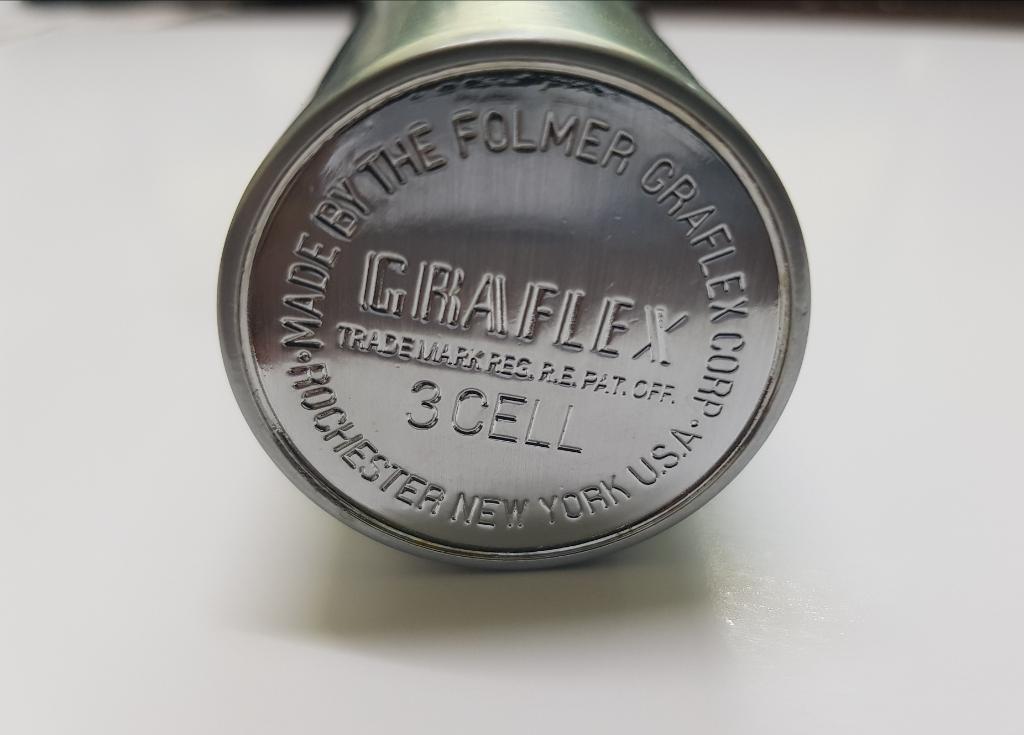 MADE BY THE FOLMER GRAFLEX CORP.
GRAFLEX
TRADE MARK REG. R.E. PAT. OFF.
3 CELL
• ROCHESTER NEW YORK U.S.A •